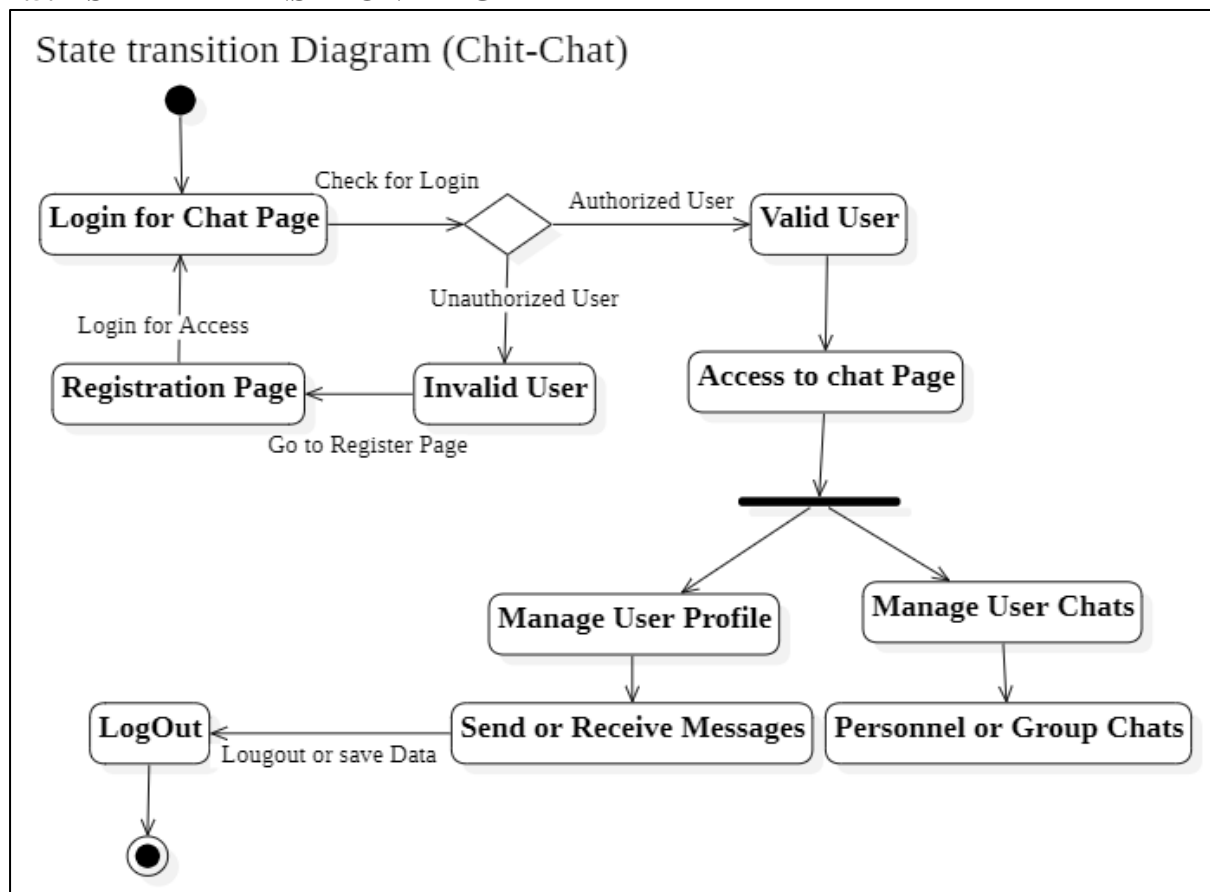 State transition Diagram (Chit-Chat)
Check for Login
Login for Chat Page
Authorized User
Valid User
Unauthorized User
Login for Access
Registration Page
Invalid User
Access to chat Page
Go to Register Page
Manage User Profile
Manage User Chats
LogOut
Send or Receive Messages
Personnel or Group Chats
Lougout or save Data